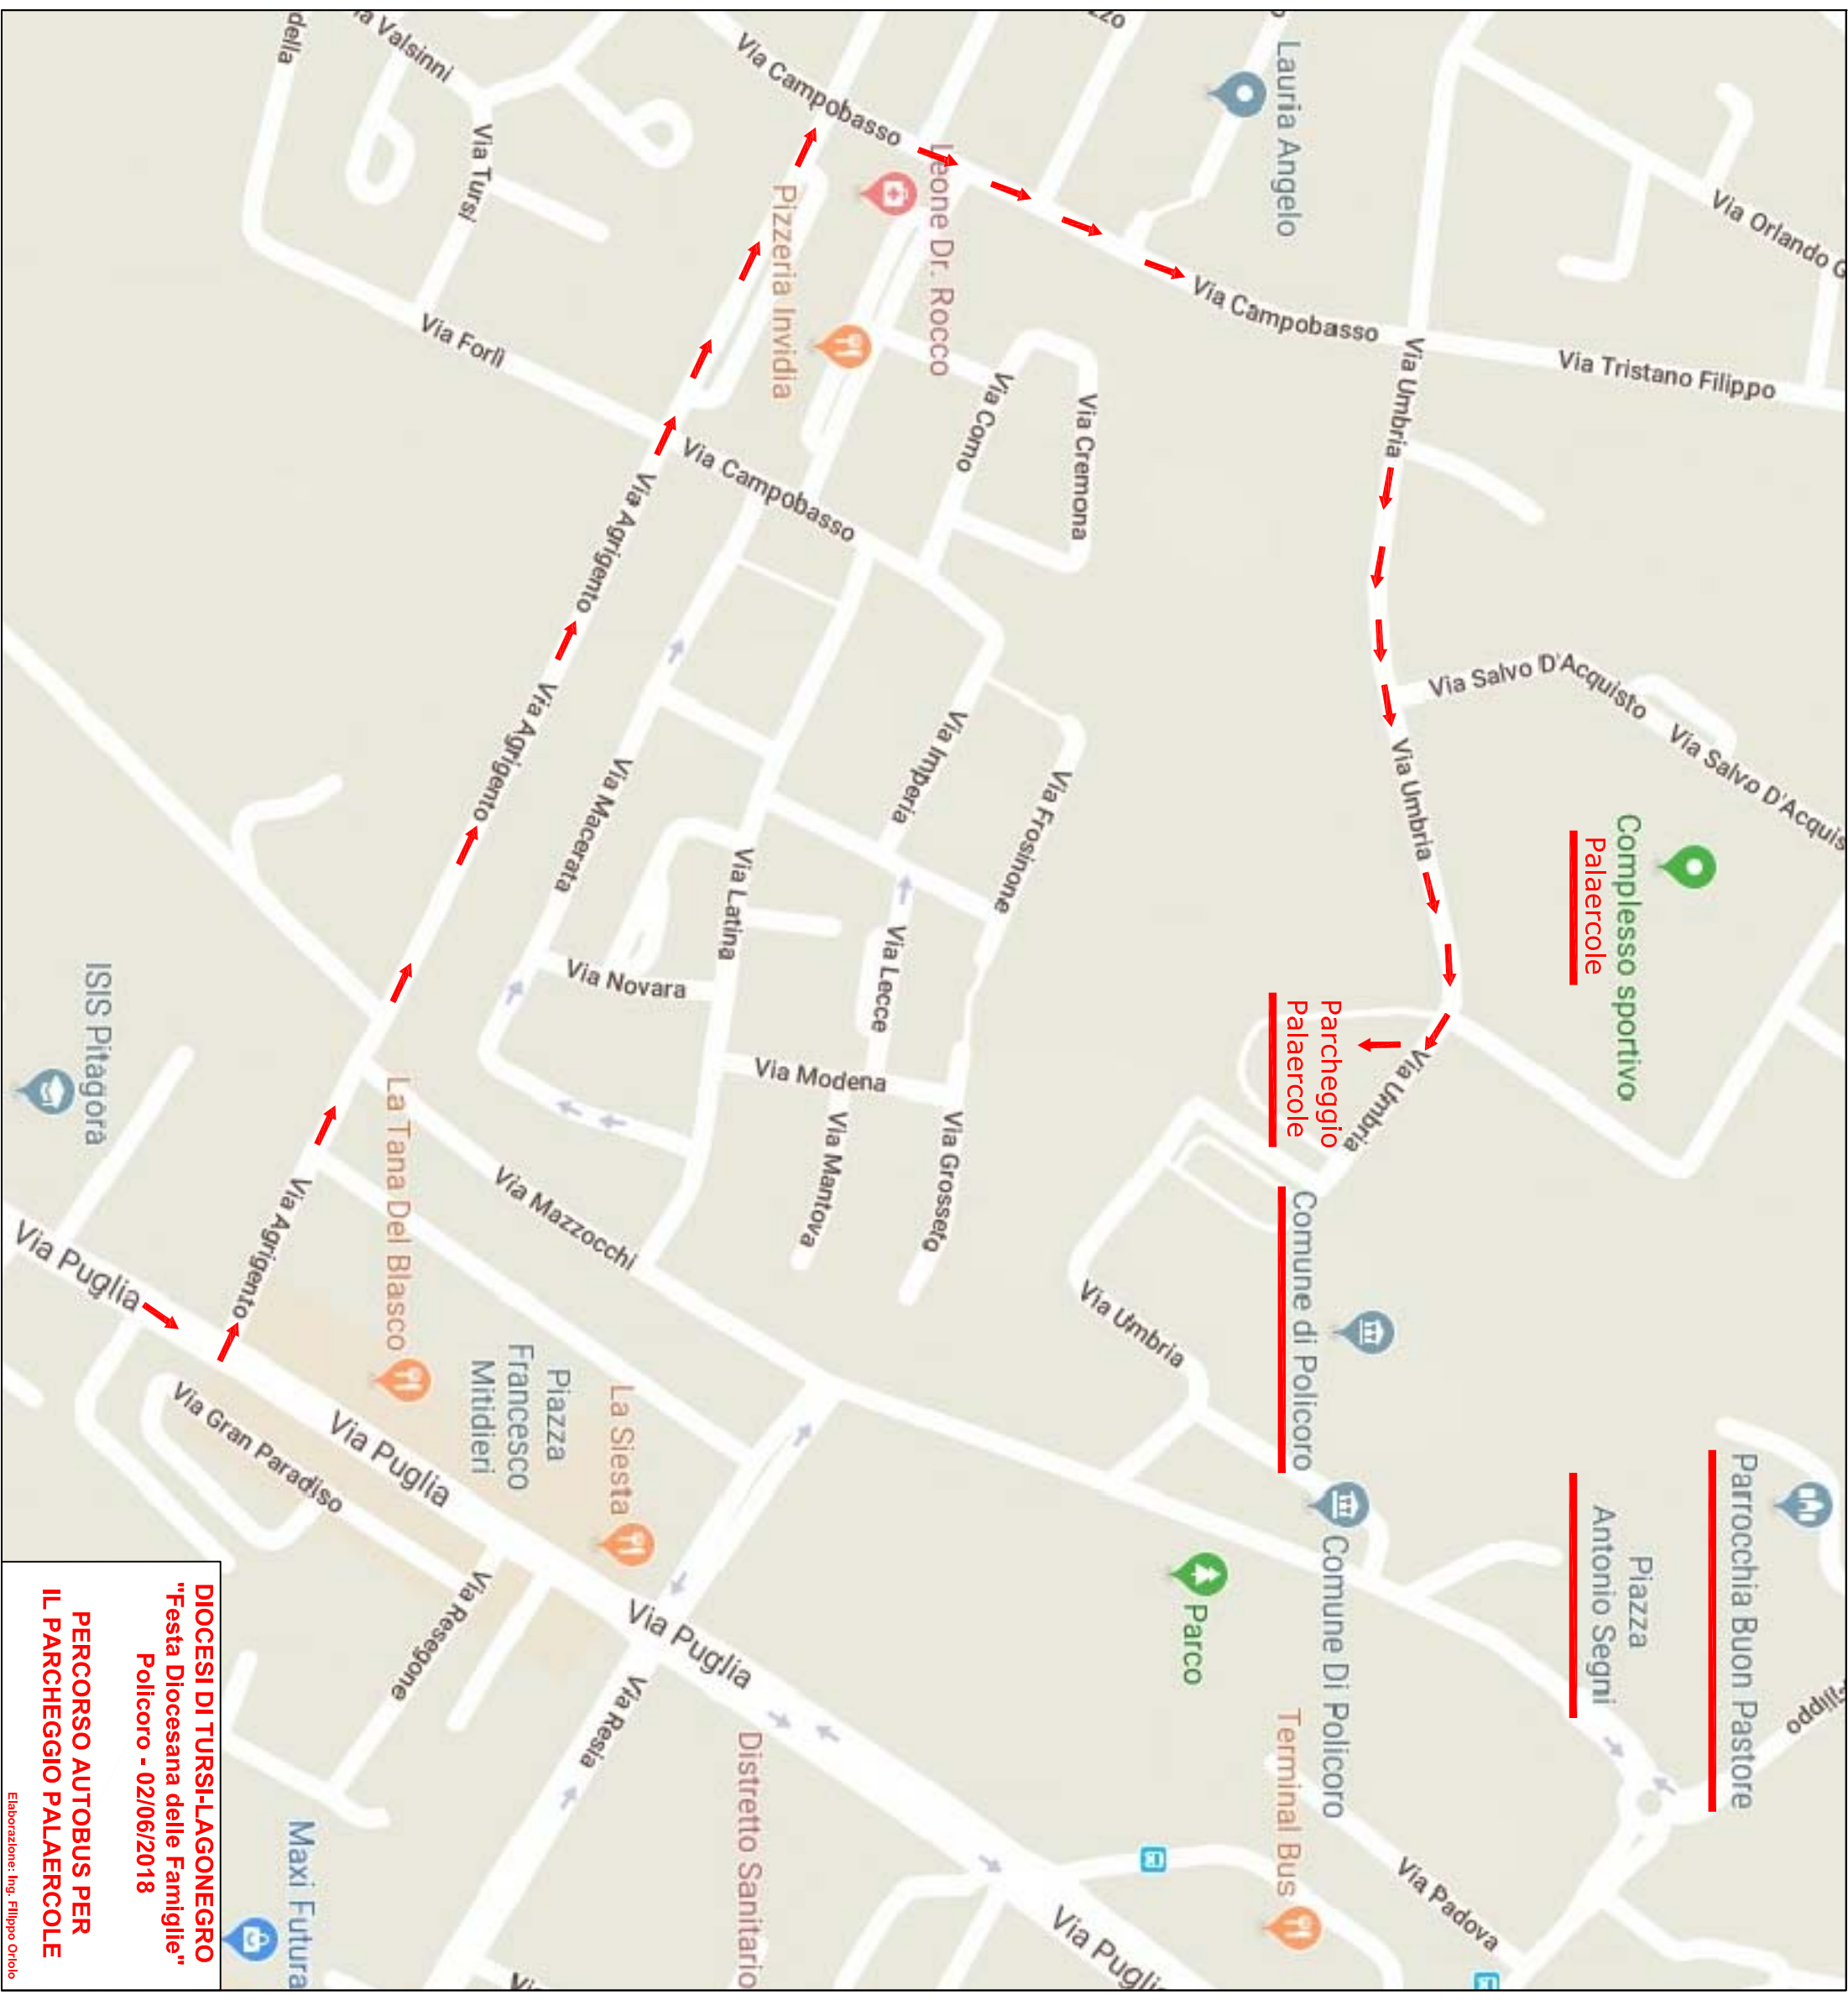 DIOCESI DI TURSI-LAGONEGRO
"Festa Diocesana delle Famiglie"
Policoro - 02/06/2018
PERCORSO AUTOBUS PER
IL PARCHEGGIO PALAERCOLE
Elaborazione: Ing. Filippo Oriolo
Parrocchia Buon Pastore
Piazza
Antonio Segni
Complesso sportivo
Palaercole
Parcheggio
Palaercole
Comune di Policoro
Comune Di Policoro
Terminal Bus
Parco
Lauria Angelo
Leone Dr. Rocco
Pizzeria Invidia
Distretto Sanitario
La Siesta
Piazza
Francesco
Mitidieri
La Tana Del Blasco
Maxi Futura
ISIS Pitagora
Via Orlando G
Via Tristano Filippo
Via Salvo D'Acquisto
Via Salvo D'Acquis
Via Umbria
Via Umbria
Via Umbria
Via Umbria
Via Campobasso
Via Campobasso
Via Campobasso
Via Cremona
Via Como
Via Imperia
Via Frosinone
Via Lecce
Via Latina
Via Macerata
Via Novara
Via Modena
Via Mantova
Via Grosseto
Via Mazzocchi
Via Agrigento
Via Agrigento
Via Agrigento
Via Forlì
Via Tursi
a Valsinni
della
zzo
o
Filippo
Via Padova
Via Puglia
Via Puglia
Via Puglia
Via Puglia
Via Gran Paradiso
Via Resegone
Via Resia
Vi